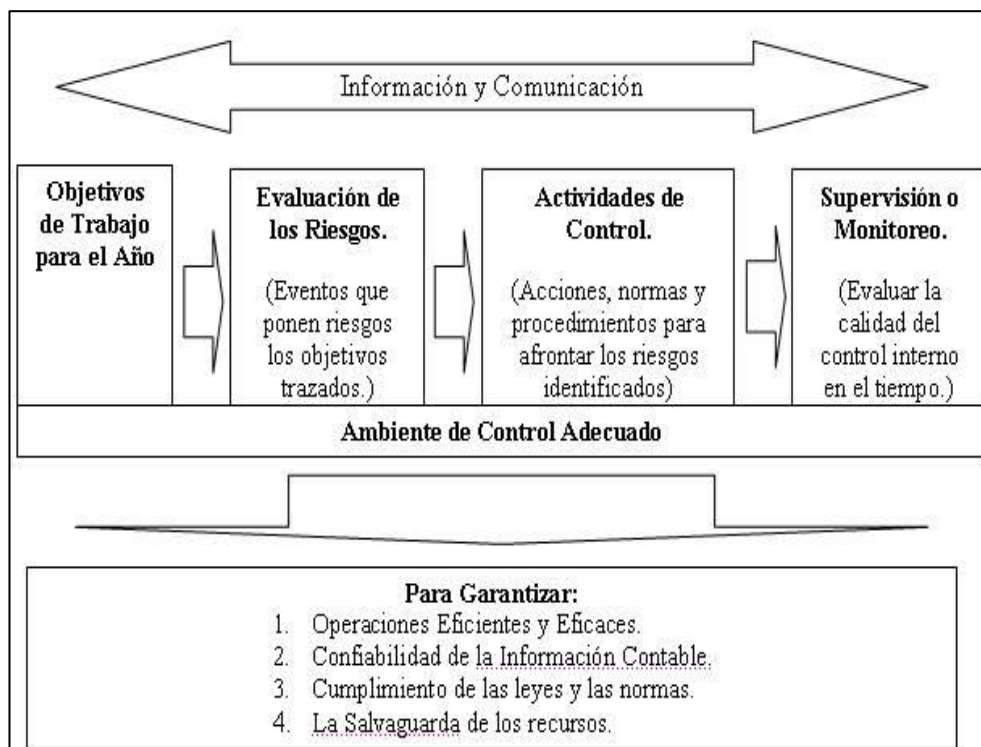 Información y Comunicación
Objetivos
de Trabajo
para el Año
Evaluación de
los Riesgos.
(Eventos que
ponen riesgos
los objetivos
trazados.)
Actividades de
Control.
(Acciones, normas y
procedimientos para
afrontar los riesgos
identificados)
Supervisión o
Monitoreo.
(Evaluar la
calidad del
control interno
en el tiempo.)
Ambiente de Control Adecuado
Para Garantizar:
1. Operaciones Eficientes y Eficaces.
2. Confiabilidad de la Información Contable.
3. Cumplimiento de las leyes y las normas.
4. La Salvaguarda de los recursos.